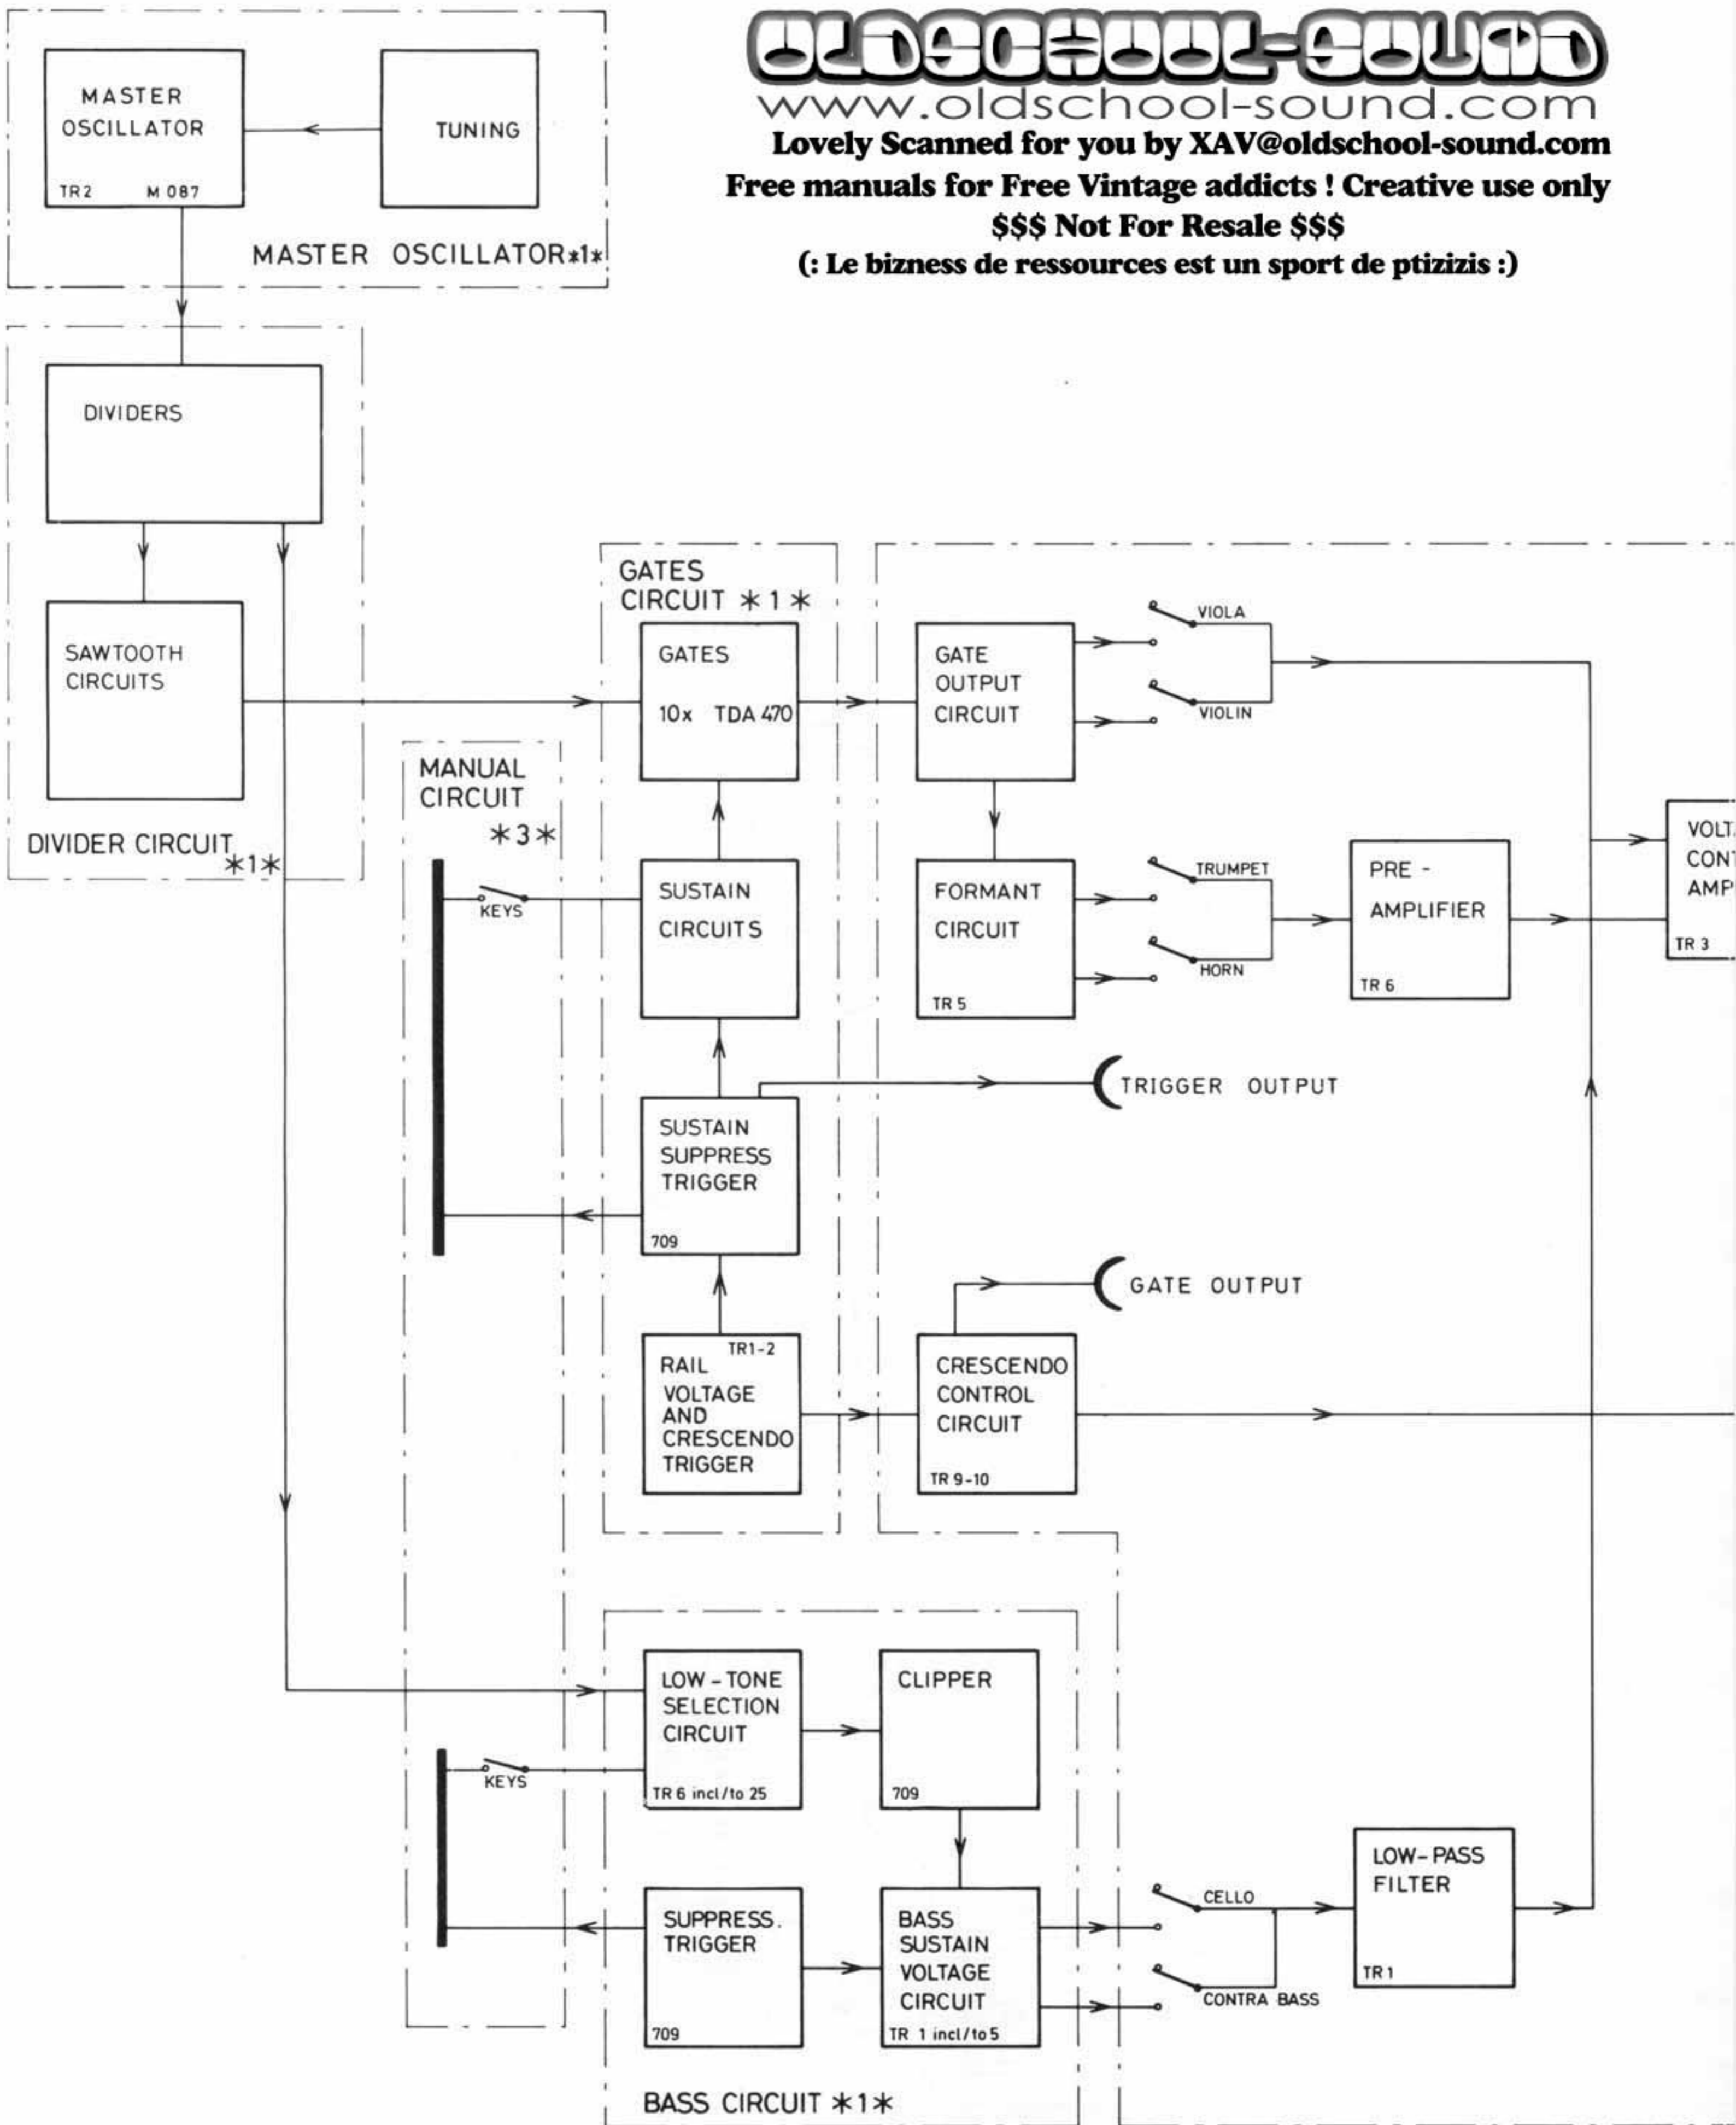 OLDSCHOOL-SOUND
www.oldschool-sound.com
Lovely Scanned for you by XAV@oldschool-sound.com
Free manuals for Free Vintage addicts ! Creative use only
$$$ Not For Resale $$$
(: Le bizness de ressources est un sport de ptizizis :)
MASTER
OSCILLATOR
TR2 M 087
TUNING
MASTER OSCILLATOR*1*
DIVIDERS
SAWTOOTH
CIRCUITS
DIVIDER CIRCUIT
*1*
GATES
CIRCUIT *1*
GATES
10x TDA 470
MANUAL
CIRCUIT
*3*
KEYS
SUSTAIN
CIRCUITS
SUSTAIN
SUPPRESS
TRIGGER
709
TR1-2
RAIL
VOLTAGE
AND
CRESCENDO
TRIGGER
GATE
OUTPUT
CIRCUIT
VIOLA
VIOLIN
FORMANT
CIRCUIT
TR 5
TRUMPET
HORN
PRE -
AMPLIFIER
TR 6
VOLT
CONT
AMP
TR 3
TRIGGER OUTPUT
GATE OUTPUT
CRESCENDO
CONTROL
CIRCUIT
TR 9-10
LOW-TONE
SELECTION
CIRCUIT
TR 6 incl/to 25
CLIPPER
709
KEYS
SUPPRESS.
TRIGGER
709
BASS
SUSTAIN
VOLTAGE
CIRCUIT
TR 1 incl/to 5
CELLO
CONTRA BASS
LOW-PASS
FILTER
TR 1
BASS CIRCUIT *1*